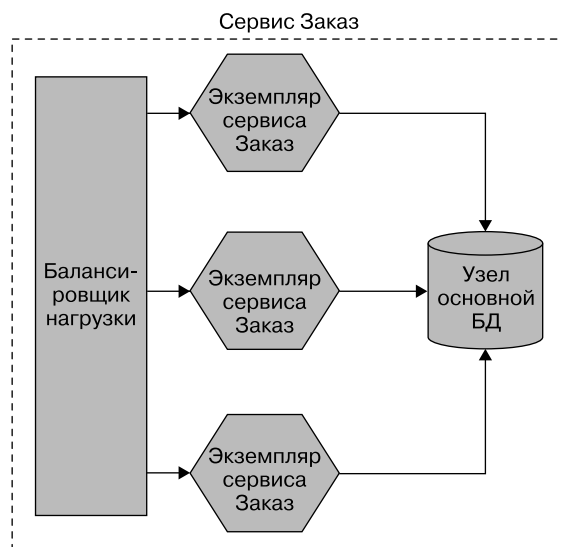 Сервис Заказ
Экземпляр
сервиса
Заказ
Баланси-
ровщик
нагрузки
Экземпляр
сервиса
Заказ
Узел
основной
БД
Экземпляр
сервиса
Заказ